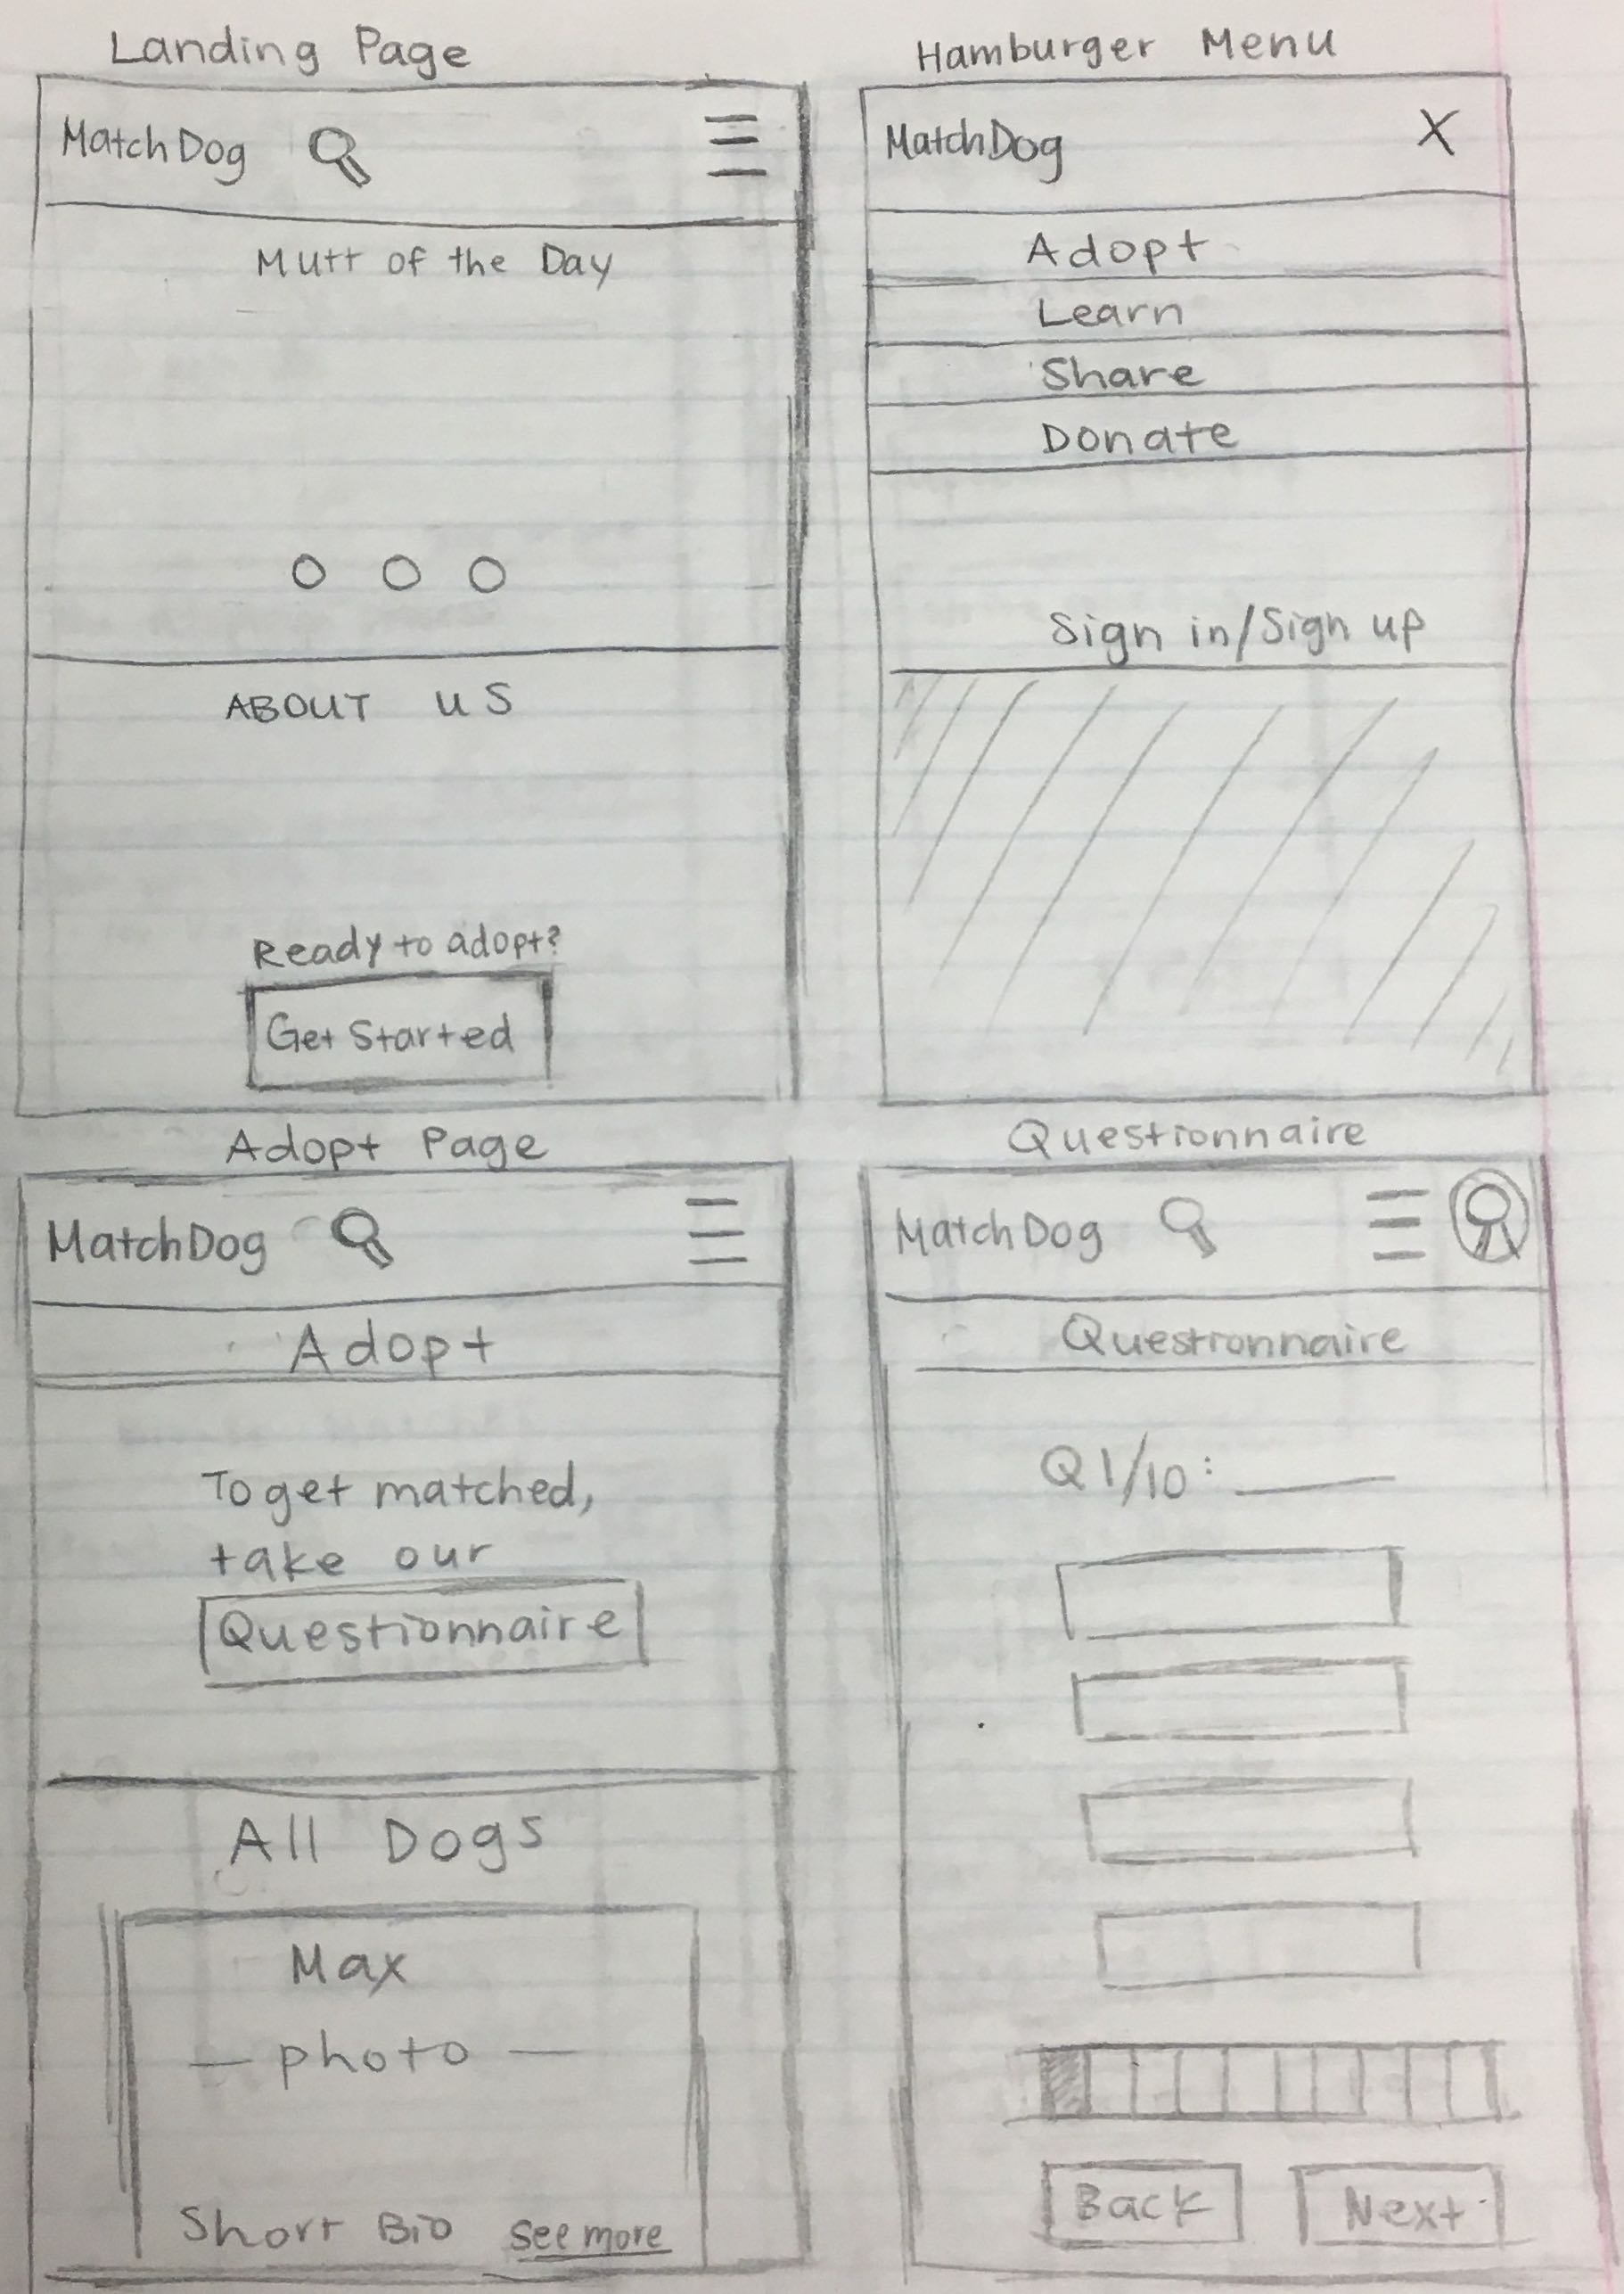 Landing Page
MatchDog
Mutt of the Day
ABOUT US
Ready to adopt?
Get Started
Hamburger Menu
MatchDog X
Adopt
Learn
Share
Donate
Sign in/Sign up
Adopt Page
MatchDog
Adopt
To get matched,
take our
Questionnaire
All Dogs
Max
— photo —
Short Bio see more
Questionnaire
MatchDog
Questionnaire
Q1/10: ____
Back Next